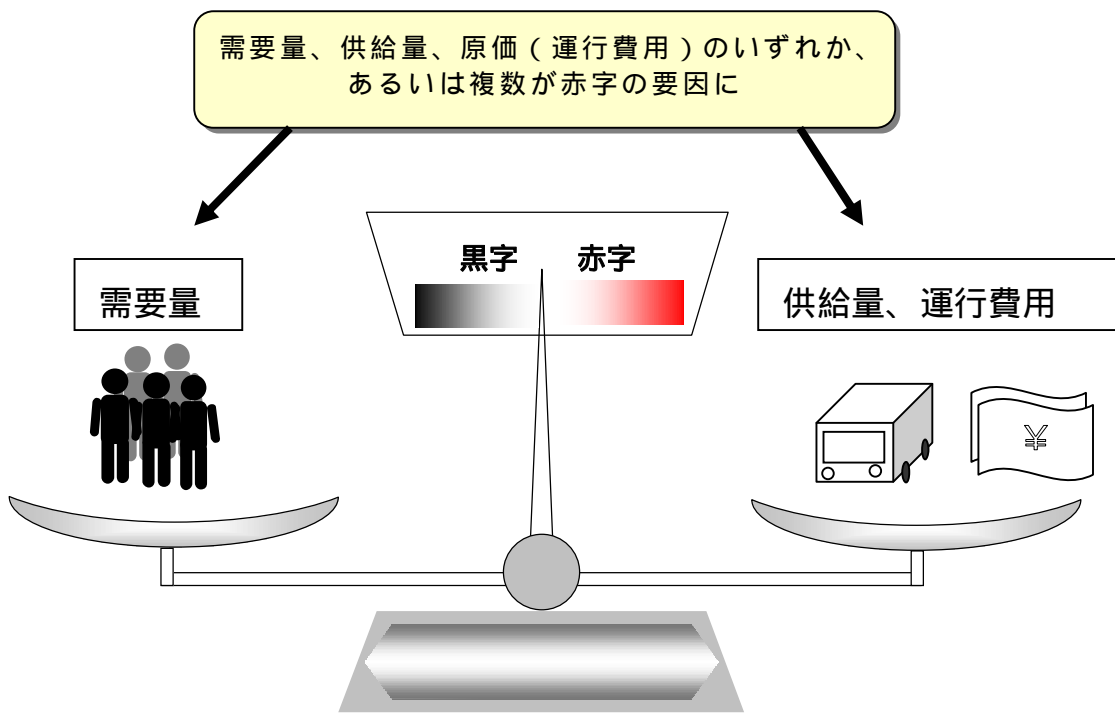 需要量、供給量、原価（運行費用）のいずれか、
あるいは複数が赤字の要因に
黒字
赤字
需要量
供給量、運行費用
¥